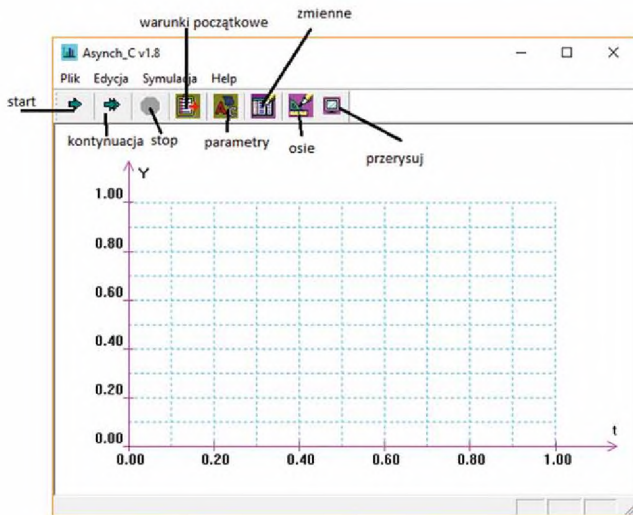 zmienne
warunki początkowe
Asynch_C v1.8
Plik Edycja Symulacja Help
start
kontynuacja stop parametry osie przerysuj
Y
1.00
0.80
0.60
0.40
0.20
0.00
t
0.00 0.20 0.40 0.60 0.80 1.00